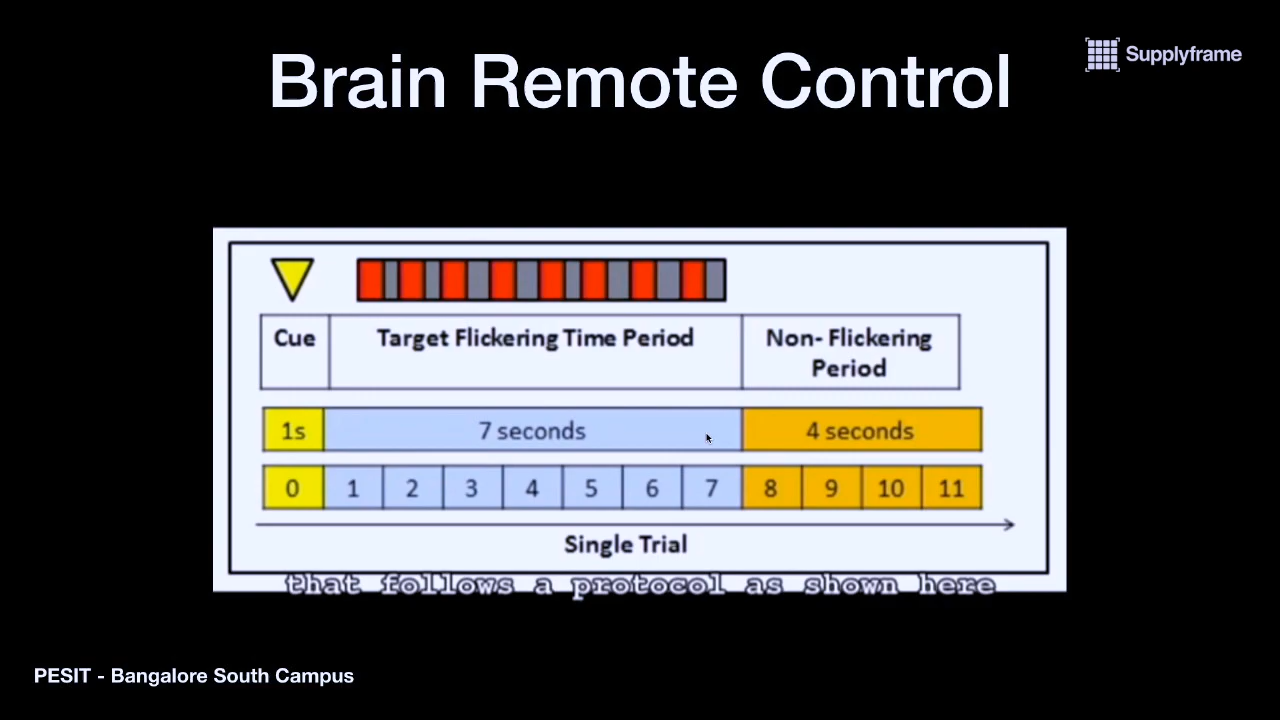 Brain Remote Control
Supplyframe
Cue
Target Flickering Time Period
Non- Flickering
Period
1s
7 seconds
4 seconds
0 1 2 3 4 5 6 7 8 9 10 11
Single Trial
that follows a protocol as shown here
PESIT - Bangalore South Campus